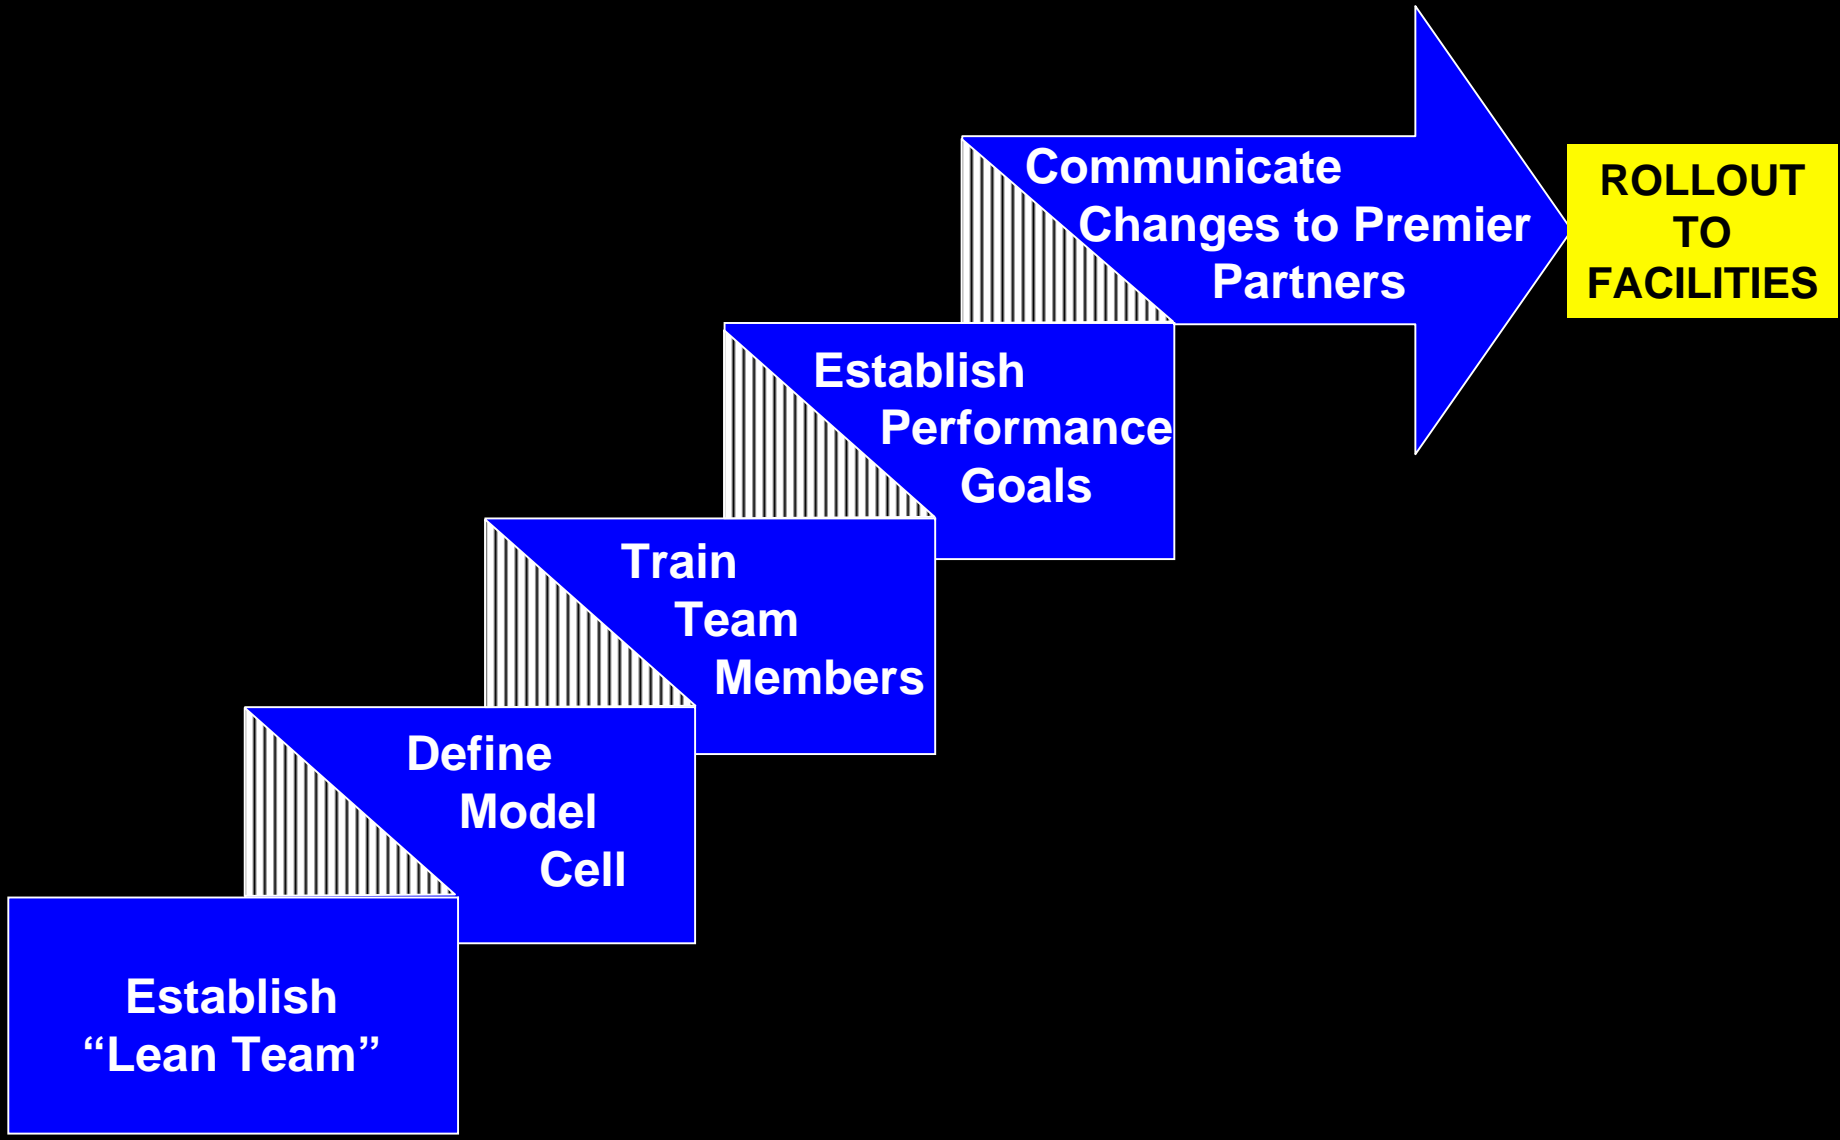 Communicate
Changes to Premier
Partners
ROLLOUT
TO
FACILITIES
Establish
Performance
Goals
Train
Team
Members
Define
Model
Cell
Establish
“Lean Team”